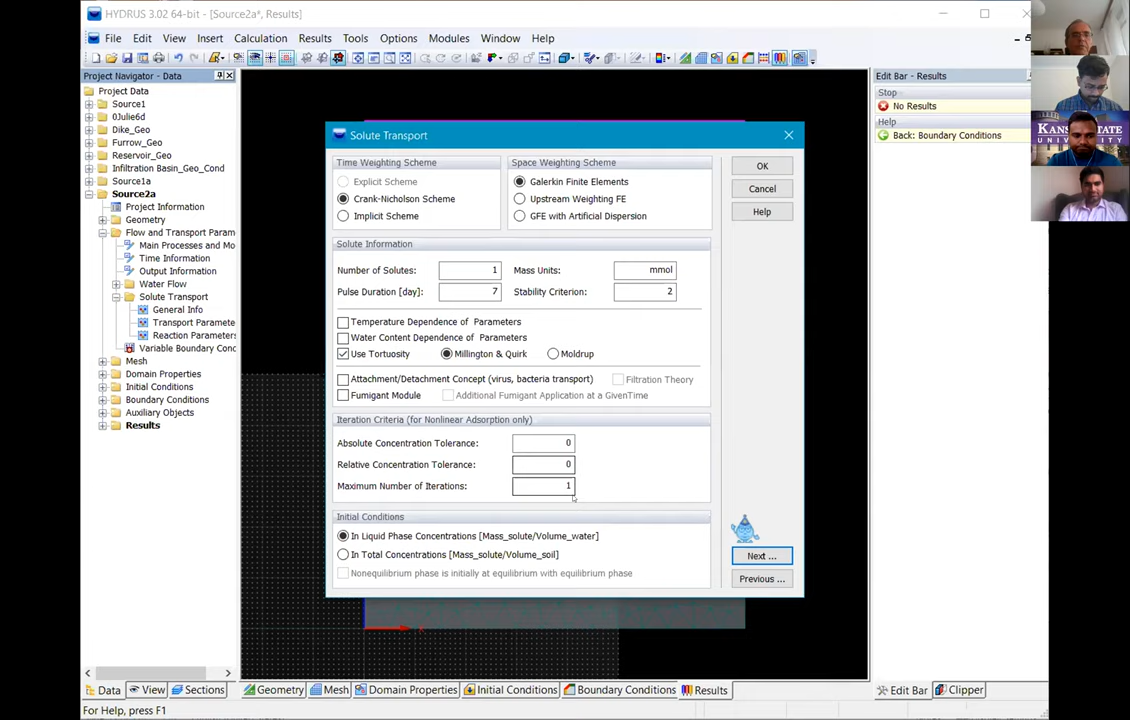 HYDRUS 3.02 64-bit - [Source2a*, Results]
File Edit View Insert Calculation Results Tools Options Modules Window Help
Project Navigator - Data
Project Data
Source1
0Julie6d
Dike_Geo
Furrow_Geo
Reservoir_Geo
Infiltration Basin_Geo_Cond
Source1a
Source2a
Project Information
Geometry
Flow and Transport Param
Main Processes and Mo
Time Information
Output Information
Water Flow
Solute Transport
General Info
Transport Paramete
Reaction Parameters
Variable Boundary Conc
Mesh
Domain Properties
Initial Conditions
Boundary Conditions
Auxiliary Objects
Results
Solute Transport
Time Weighting Scheme
Explicit Scheme
Crank-Nicholson Scheme
Implicit Scheme
Space Weighting Scheme
Galerkin Finite Elements
Upstream Weighting FE
GFE with Artificial Dispersion
OK
Cancel
Help
Solute Information
Number of Solutes: 1 Mass Units: mmol
Pulse Duration [day]: 7 Stability Criterion: 2
Temperature Dependence of Parameters
Water Content Dependence of Parameters
Use Tortuosity Millington & Quirk Moldrup
Attachment/Detachment Concept (virus, bacteria transport) Filtration Theory
Fumigant Module Additional Fumigant Application at a GivenTime
Iteration Criteria (for Nonlinear Adsorption only)
Absolute Concentration Tolerance: 0
Relative Concentration Tolerance: 0
Maximum Number of Iterations: 1
Initial Conditions
In Liquid Phase Concentrations [Mass_solute/Volume_water]
In Total Concentrations [Mass_solute/Volume_soil]
Nonequilibrium phase is initially at equilibrium with equilibrium phase
Next ...
Previous ...
X
Edit Bar - Results
Stop
No Results
Help
Back: Boundary Conditions
KANS STATE
UNIVERSITY
Data View Sections
Geometry Mesh Domain Properties Initial Conditions Boundary Conditions Results
Edit Bar Clipper
For Help, press F1